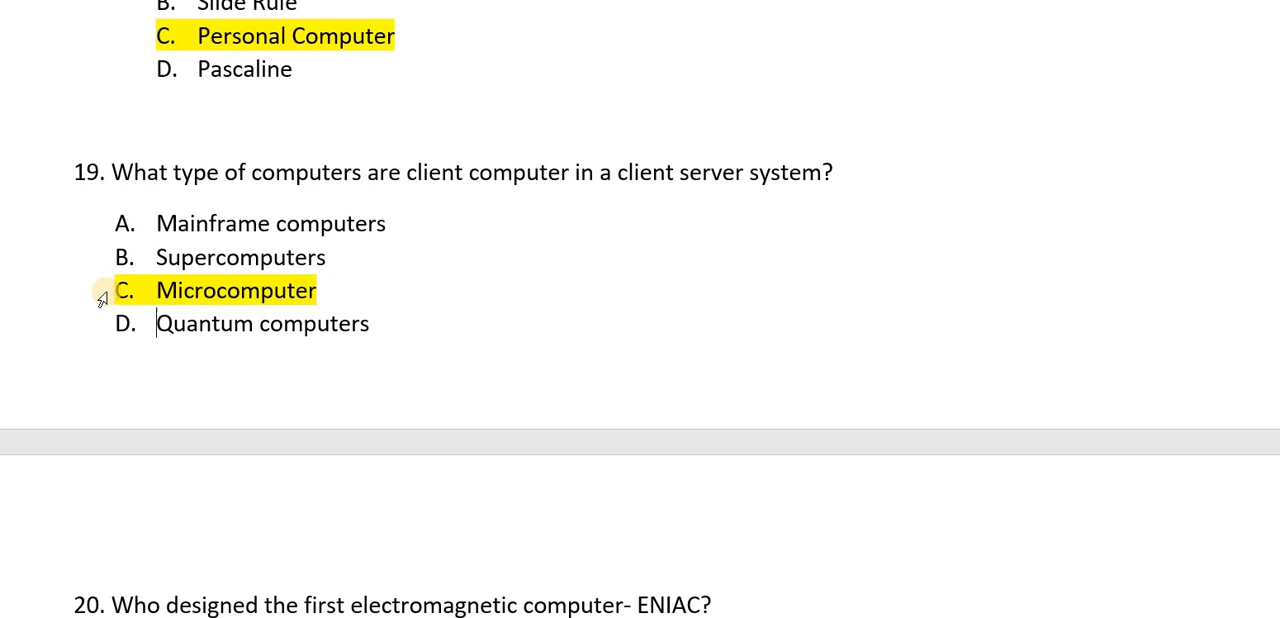 B. Slide Rule
C. Personal Computer
D. Pascaline
19. What type of computers are client computer in a client server system?
A. Mainframe computers
B. Supercomputers
C. Microcomputer
D. Quantum computers
20. Who designed the first electromagnetic computer- ENIAC?